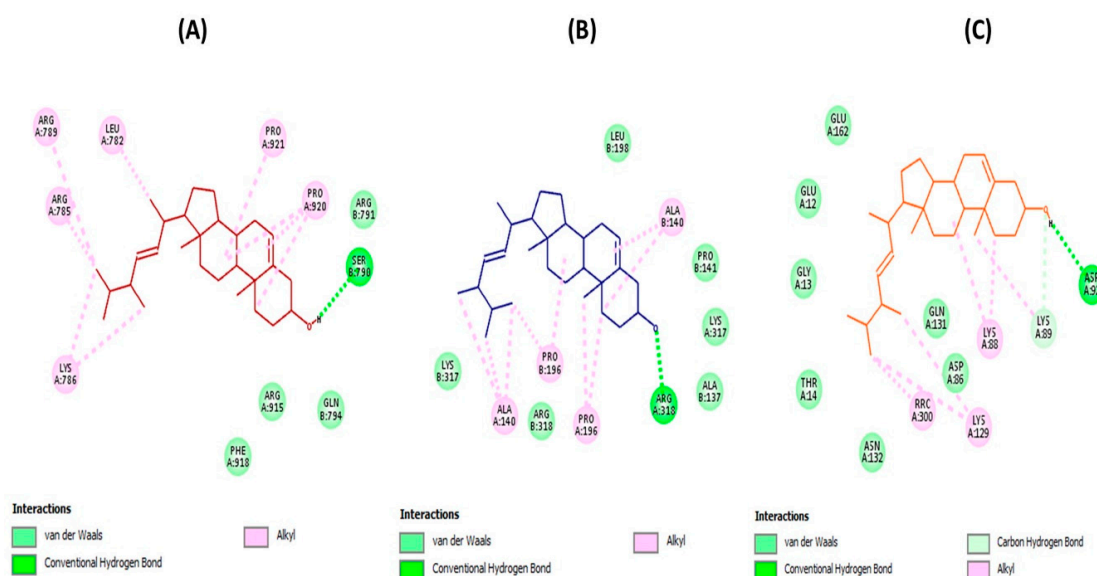 (A)
(B)
(C)
ARG
A:789
LEU
A:782
PRO
A:921
ARG
A:785
PRO
A:920
ARG
B:791
SER
B:790
LYS
A:786
ARG
A:915
GLN
B:794
PHE
A:918
Interactions
van der Waals
Conventional Hydrogen Bond
Alkyl
LEU
B:198
ALA
B:140
PRO
B:141
LYS
A:317
LYS
B:317
PRO
B:196
ALA
A:140
ARG
B:318
PRO
A:196
ARG
A:318
ALA
B:137
Interactions
van der Waals
Conventional Hydrogen Bond
Alkyl
GLU
A:162
GLU
A:12
GLY
A:13
GLN
A:131
LYS
A:88
LYS
A:89
ASP
THR
A:14
ASP
A:86
RRC
A:300
LYS
A:129
ASN
A:132
Interactions
van der Waals
Conventional Hydrogen Bond
Carbon Hydrogen Bond
Alkyl
O
H
O
O
H